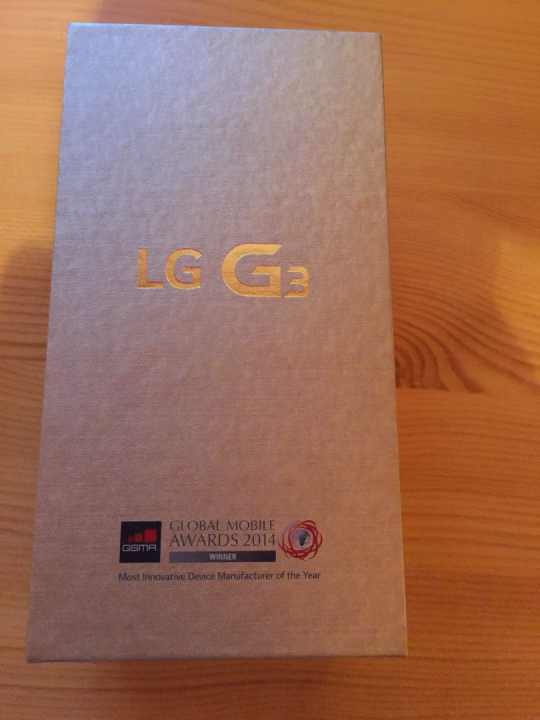 LG G3
GSMA
GLOBAL MOBILE
AWARDS 2014
WINNER
Most Innovative Device Manufacturer of the Year